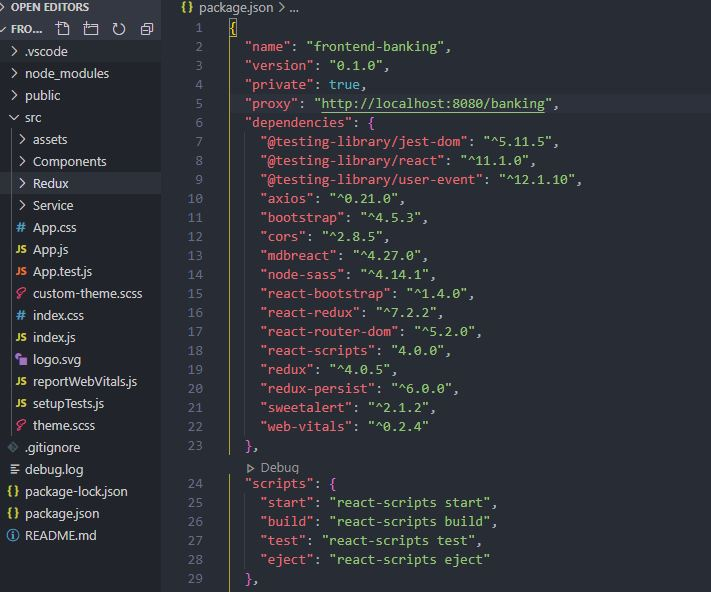 OPEN EDITORS
FRO...
.vscode
node_modules
public
src
assets
Components
Redux
Service
# App.css
JS App.js
JS App.test.js
custom-theme.scss
# index.css
JS index.js
logo.svg
JS reportWebVitals.js
JS setupTests.js
theme.scss
.gitignore
debug.log
{} package-lock.json
{} package.json
README.md
{} package.json > ...
1 {
2 "name": "frontend-banking",
3 "version": "0.1.0",
4 "private": true,
5 "proxy": "http://localhost:8080/banking",
6 "dependencies": {
7 "@testing-library/jest-dom": "^5.11.5",
8 "@testing-library/react": "^11.1.0",
9 "@testing-library/user-event": "^12.1.10",
10 "axios": "^0.21.0",
11 "bootstrap": "^4.5.3",
12 "cors": "^2.8.5",
13 "mdbreact": "^4.27.0",
14 "node-sass": "^4.14.1",
15 "react-bootstrap": "^1.4.0",
16 "react-redux": "^7.2.2",
17 "react-router-dom": "^5.2.0",
18 "react-scripts": "4.0.0",
19 "redux": "^4.0.5",
20 "redux-persist": "^6.0.0",
21 "sweetalert": "^2.1.2",
22 "web-vitals": "^0.2.4"
23 },
Debug
24 "scripts": {
25 "start": "react-scripts start",
26 "build": "react-scripts build",
27 "test": "react-scripts test",
28 "eject": "react-scripts eject"
29 },